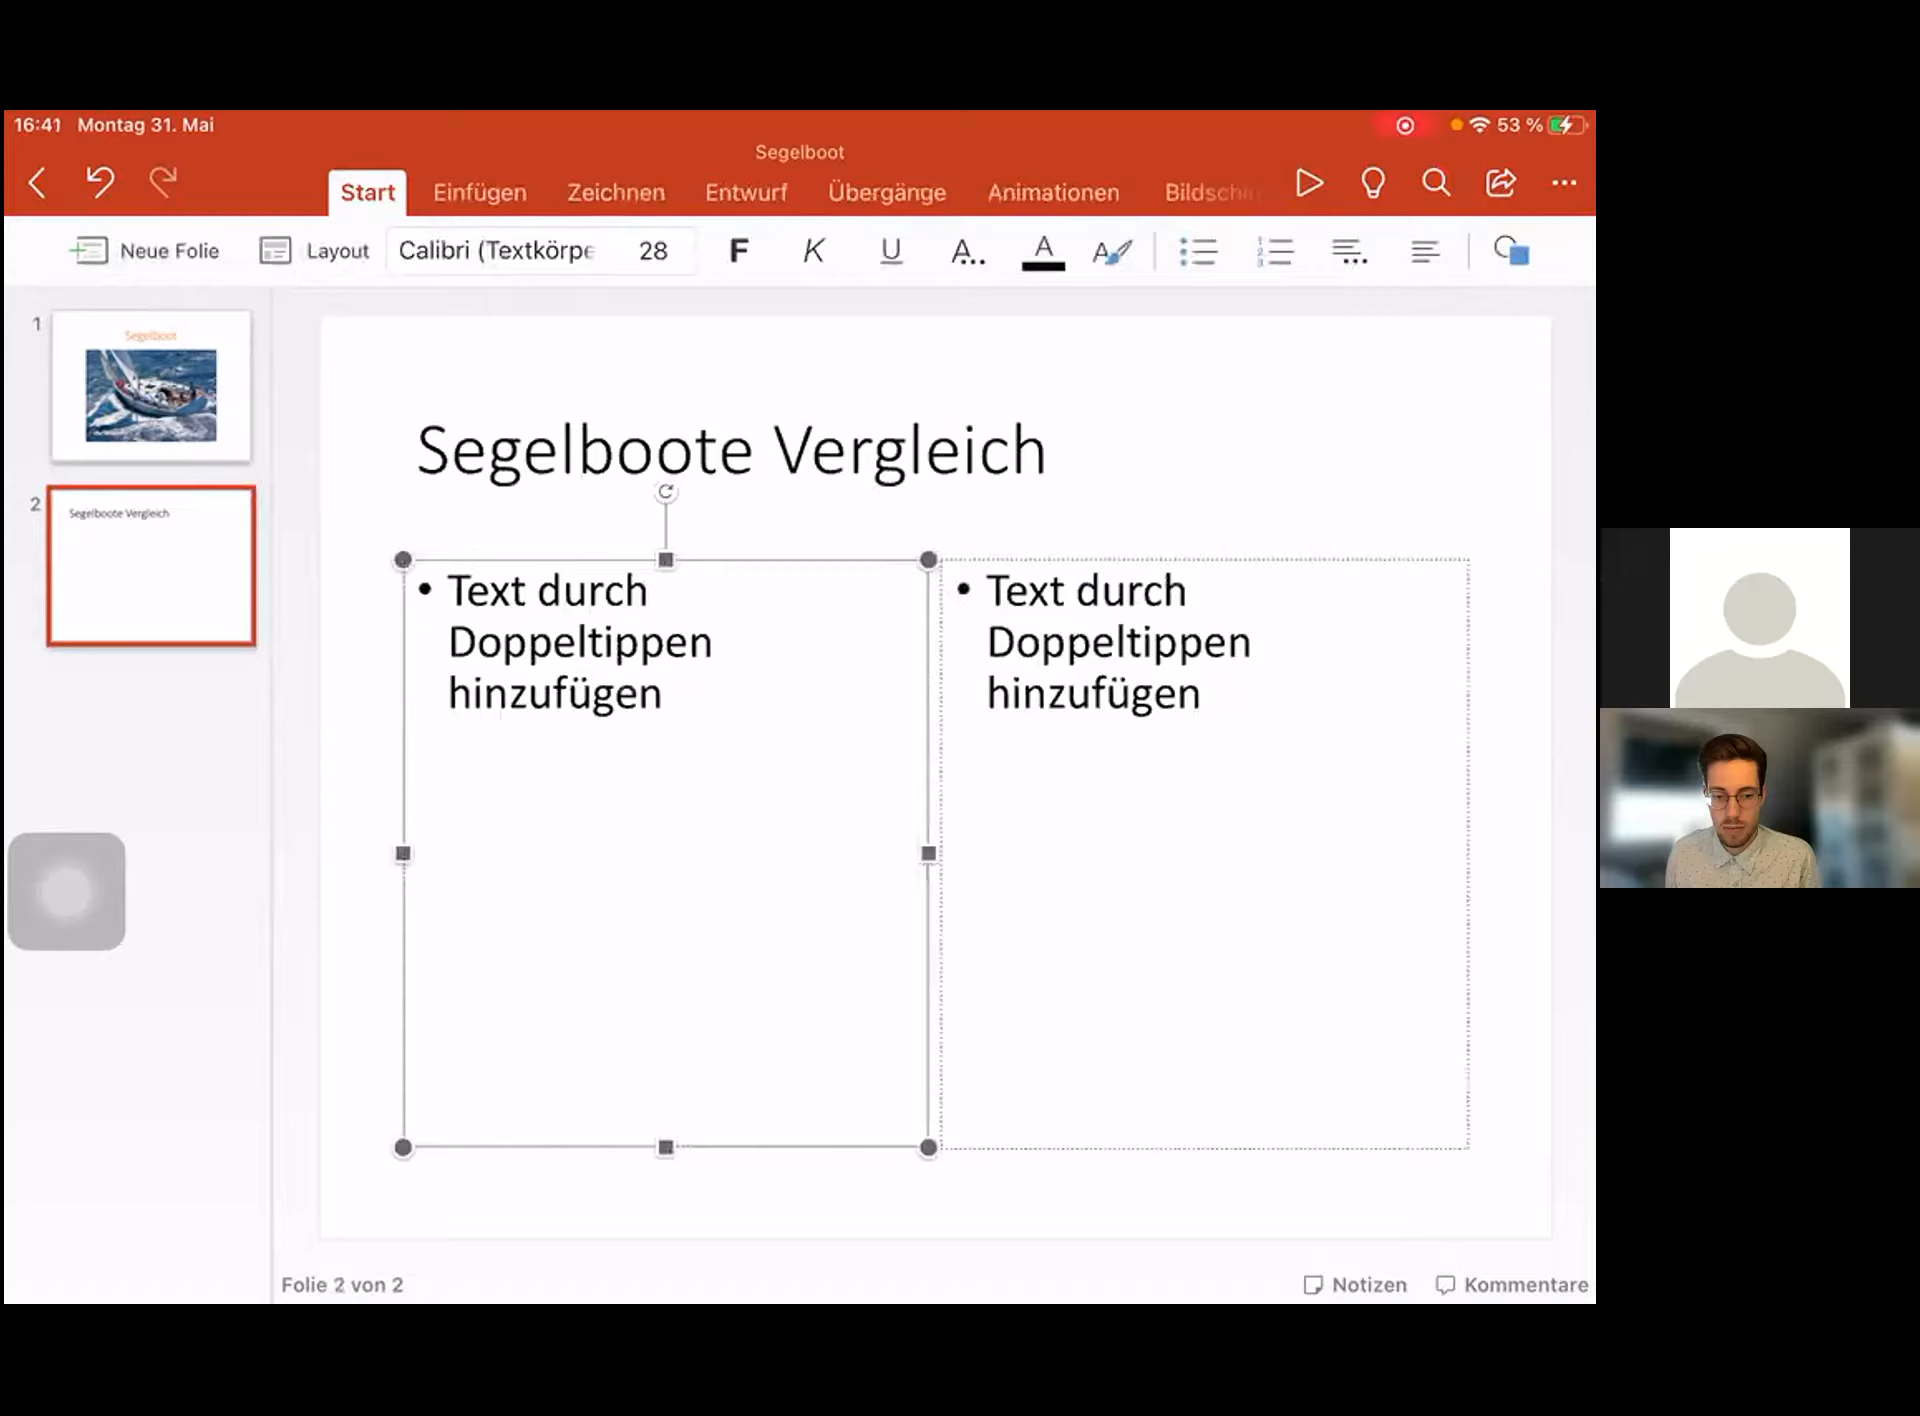 16:41 Montag 31. Mai
53 %
Segelboot
Start Einfügen Zeichnen Entwurf Übergänge Animationen
Neue Folie Layout Calibri (Textkörpe 28 F K U A.. A A
1
Segelboot
2
Segelboote Vergleich
Segelboote Vergleich
• Text durch
Doppeltippen
hinzufügen
• Text durch
Doppeltippen
hinzufügen
Folie 2 von 2
Notizen Kommentare